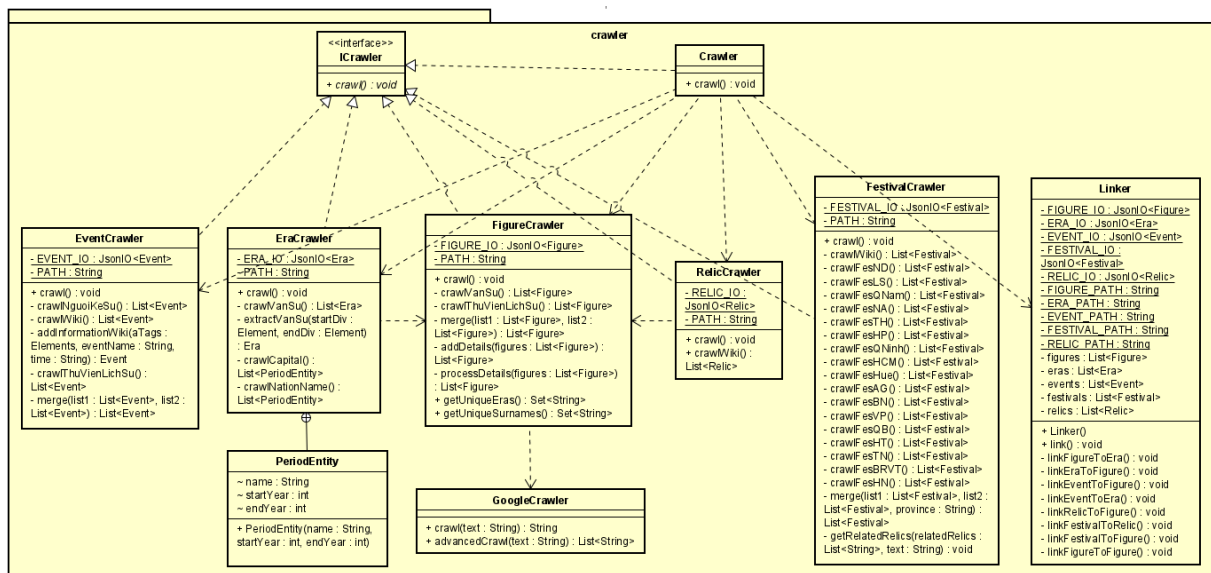 crawler
<<interface>>
ICrawler
+ crawl() : void
Crawler
+ crawl() : void
EventCrawler
- EVENT_IO : JsonIO<Event>
- PATH : String
+ crawl() : void
- crawlNguoiKeSu() : List<Event>
- crawlWiki() : List<Event>
- addInformationWiki(aTags :
Elements, eventName : String,
time : String) : Event
- crawlThuVienLichSu() :
List<Event>
- merge(list1 : List<Event>, list2 :
List<Event>) : List<Event>
EraCrawler
- ERA_IO : JsonIO<Era>
- PATH : String
+ crawl() : void
- crawlVanSu() : List<Era>
- extractVanSu(startDiv :
Element, endDiv : Element) :
Era
- crawlCapital() :
List<PeriodEntity>
- crawlNationName() :
List<PeriodEntity>
FigureCrawler
- FIGURE_IO : JsonIO<Figure>
- PATH : String
+ crawl() : void
- crawlVanSu() : List<Figure>
- crawlThuVienLichSu() : List<Figure>
- merge(list1 : List<Figure>, list2 :
List<Figure>) : List<Figure>
- addDetails(figures : List<Figure>) :
List<Figure>
- processDetails(figures : List<Figure>)
: List<Figure>
+ getUniqueEras() : Set<String>
+ getUniqueSurnames() : Set<String>
RelicCrawler
- RELIC_IO :
JsonIO<Relic>
- PATH : String
+ crawl() : void
+ crawlWiki() :
List<Relic>
FestivalCrawler
- FESTIVAL_IO : JsonIO<Festival>
- PATH : String
+ crawl() : void
- crawlWiki() : List<Festival>
- crawlFesND() : List<Festival>
- crawlFesLS() : List<Festival>
- crawlFesQNam() : List<Festival>
- crawlFesNA() : List<Festival>
- crawlFesTH() : List<Festival>
- crawlFesHP() : List<Festival>
- crawlFesQNinh() : List<Festival>
- crawlFesHCM() : List<Festival>
- crawlFesHue() : List<Festival>
- crawlFesAG() : List<Festival>
- crawlFesBN() : List<Festival>
- crawlFesVP() : List<Festival>
- crawlFesQB() : List<Festival>
- crawlFesHT() : List<Festival>
- crawlFesTN() : List<Festival>
- crawlFesBRVT() : List<Festival>
- crawlFesHN() : List<Festival>
- merge(list1 : List<Festival>, list2 :
List<Festival>, province : String) :
List<Festival>
- getRelatedRelics(relatedRelics
: List<String>, text : String) : void
Linker
- FIGURE_IO : JsonIO<Figure>
- ERA_IO : JsonIO<Era>
- EVENT_IO : JsonIO<Event>
- FESTIVAL_IO :
JsonIO<Festival>
- RELIC_IO : JsonIO<Relic>
- FIGURE_PATH : String
- ERA_PATH : String
- EVENT_PATH : String
- FESTIVAL_PATH : String
- RELIC_PATH : String
- figures : List<Figure>
- eras : List<Era>
- events : List<Event>
- festivals : List<Festival>
- relics : List<Relic>
+ Linker()
+ link() : void
- linkFigureToEra() : void
- linkEraToFigure() : void
- linkEventToFigure() : void
- linkEventToEra() : void
- linkRelicToFigure() : void
- linkFestivalToRelic() : void
- linkFestivalToFigure() : void
- linkFigureToFigure() : void
PeriodEntity
~ name : String
~ startYear : int
~ endYear : int
+ PeriodEntity(name : String,
startYear : int, endYear : int)
GoogleCrawler
+ crawl(text : String) : String
+ advancedCrawl(text : String) : List<String>